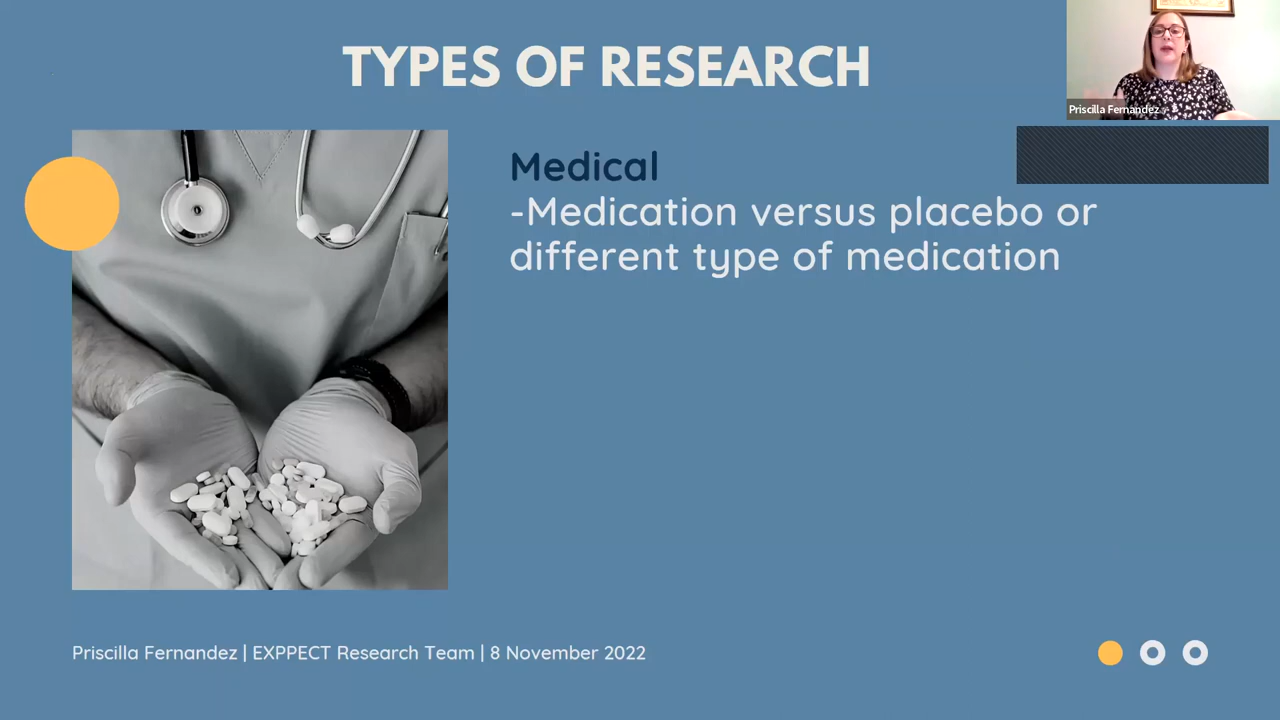 TYPES OF RESEARCH
Priscilla Fernandez
Medical
-Medication versus placebo or
different type of medication
Priscilla Fernandez | EXPPECT Research Team | 8 November 2022